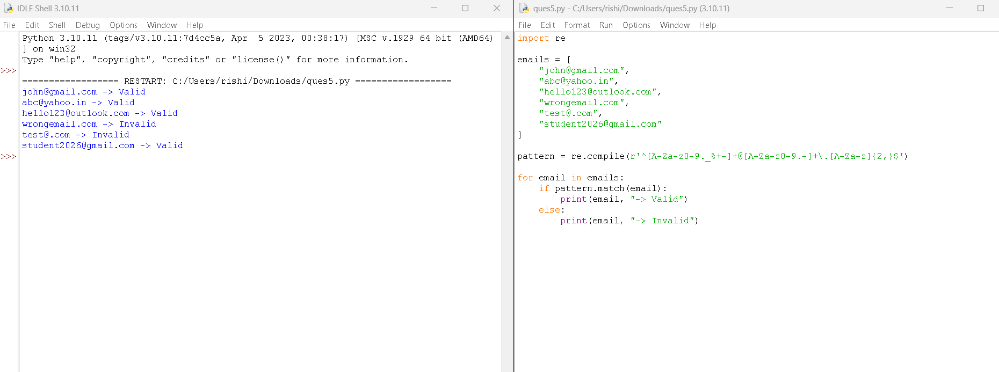 IDLE Shell 3.10.11
File Edit Shell Debug Options Window Help
Python 3.10.11 (tags/v3.10.11:7d4cc5a, Apr  5 2023, 00:38:17) [MSC v.1929 64 bit (AMD64)
] on win32
Type "help", "copyright", "credits" or "license()" for more information.
>>>
================== RESTART: C:/Users/rishi/Downloads/ques5.py ==================
john@gmail.com -> Valid
abc@yahoo.in -> Valid
hello123@outlook.com -> Valid
wrongemail.com -> Invalid
test@.com -> Invalid
student2026@gmail.com -> Valid
>>>
ques5.py - C:/Users/rishi/Downloads/ques5.py (3.10.11)
File Edit Format Run Options Window Help
import re
emails = [
    "john@gmail.com",
    "abc@yahoo.in",
    "hello123@outlook.com",
    "wrongemail.com",
    "test@.com",
    "student2026@gmail.com"
]
pattern = re.compile(r'^[A-Za-z0-9._%+-]+@[A-Za-z0-9.-]+\.[A-Za-z]{2,}$')
for email in emails:
    if pattern.match(email):
        print(email, "-> Valid")
    else:
        print(email, "-> Invalid")